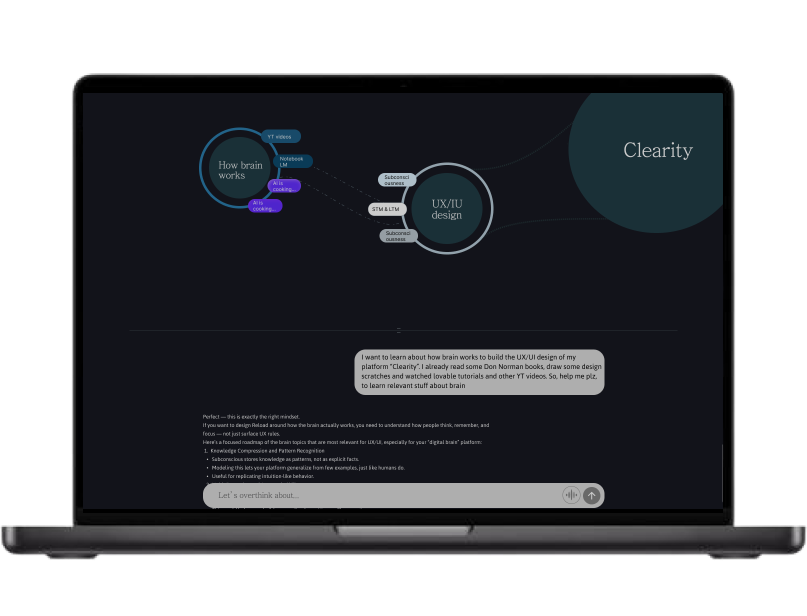 YT videos
How brain
works
Notebook
LM
AI is
cooking...
AI is
cooking...
Subconsci
ousness
STM & LTM
Subconsci
ousness
UX/IU
design
Clearity
I want to learn about how brain works to build the UX/UI design of my
platform "Clearity". I already read some Don Norman books, draw some design
scratches and watched lovable tutorials and other YT videos. So, help me plz,
to learn relevant stuff about brain
Perfect — this is exactly the right mindset.
If you want to design Reload around how the brain actually works, you need to understand how people think, remember, and
focus — not just surface UX rules.
Here's a focused roadmap of the brain topics that are most relevant for UX/UI, especially for your "digital brain" platform:
1. Knowledge Compression and Pattern Recognition
• Subconscious stores knowledge as patterns, not as explicit facts.
• Modeling this lets your platform generalize from few examples, just like humans do.
• Useful for replicating intuition-like behavior.
Let`s overthink about...